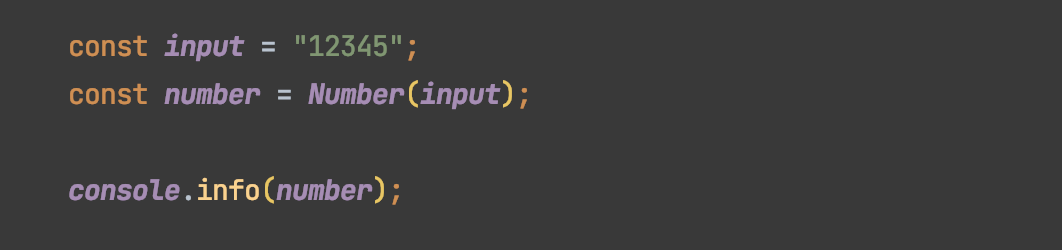 const input = "12345";
const number = Number(input);
console.info(number);